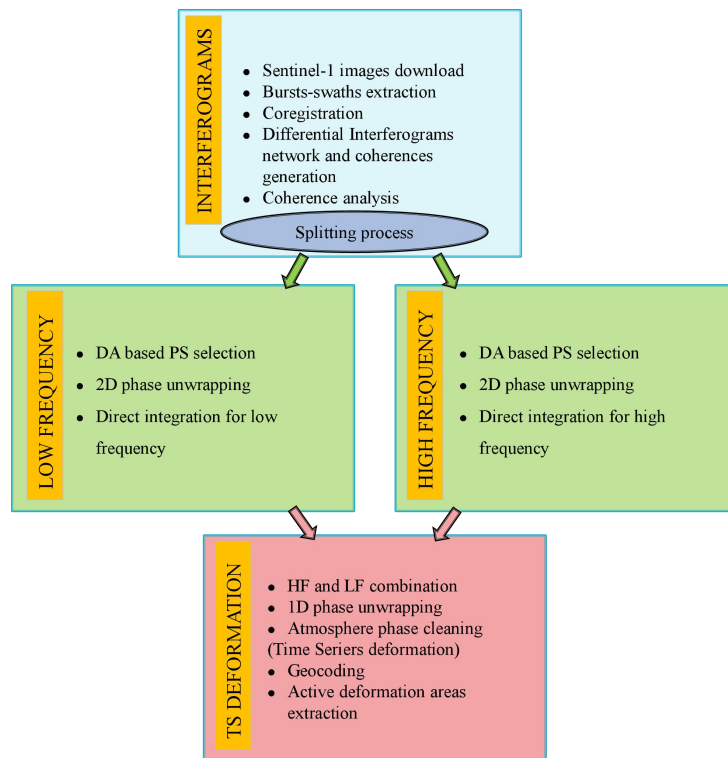 INTERFEROGRAMS
• Sentinel-1 images download
• Bursts-swaths extraction
• Coregistration
• Differential Interferograms
network and coherences
generation
• Coherence analysis
Splitting process
LOW FREQUENCY
• DA based PS selection
• 2D phase unwrapping
• Direct integration for low
frequency
HIGH FREQUENCY
• DA based PS selection
• 2D phase unwrapping
• Direct integration for high
frequency
TS DEFORMATION
• HF and LF combination
• 1D phase unwrapping
• Atmosphere phase cleaning
(Time Seriers deformation)
• Geocoding
• Active deformation areas
extraction